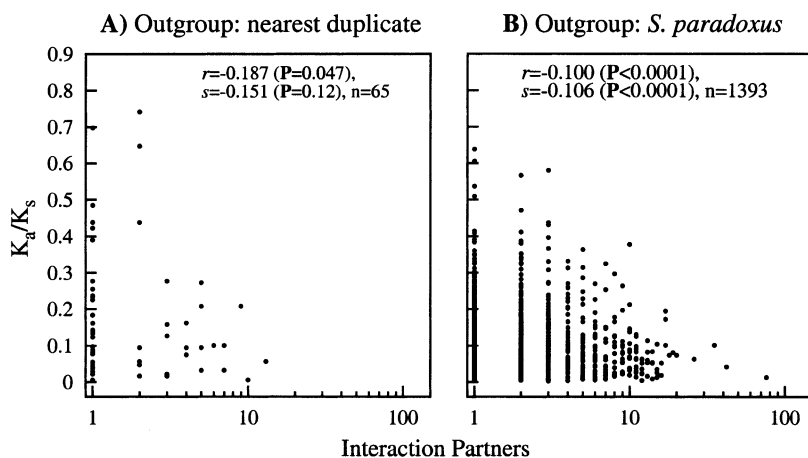 A) Outgroup: nearest duplicate
B) Outgroup: S. paradoxus
r=-0.187 (P=0.047),
s=-0.151 (P=0.12), n=65
r=-0.100 (P<0.0001),
s=-0.106 (P<0.0001), n=1393
Ka/Ks
0.9
0.8
0.7
0.6
0.5
0.4
0.3
0.2
0.1
0
1 10 100
1 10 100
Interaction Partners